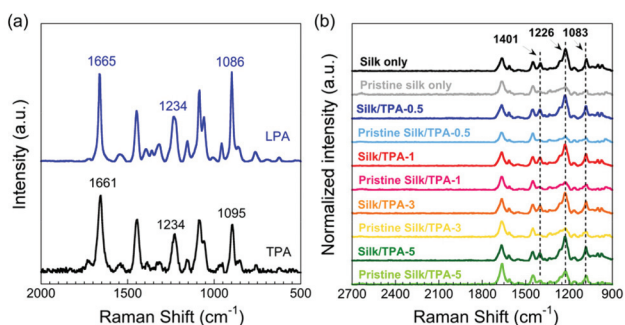 (a)
Intensity (a.u.)
1665
1234
1086
LPA
1661
1234
1095
TPA
2000
1500
1000
500
Raman Shift (cm⁻¹)
(b)
Normalized intensity (a.u.)
1401
1226
1083
Silk only
Pristine silk only
Silk/TPA-0.5
Pristine Silk/TPA-0.5
Silk/TPA-1
Pristine Silk/TPA-1
Silk/TPA-3
Pristine Silk/TPA-3
Silk/TPA-5
Pristine Silk/TPA-5
2700
2400
2100
1800
1500
1200
900
Raman Shift (cm⁻¹)